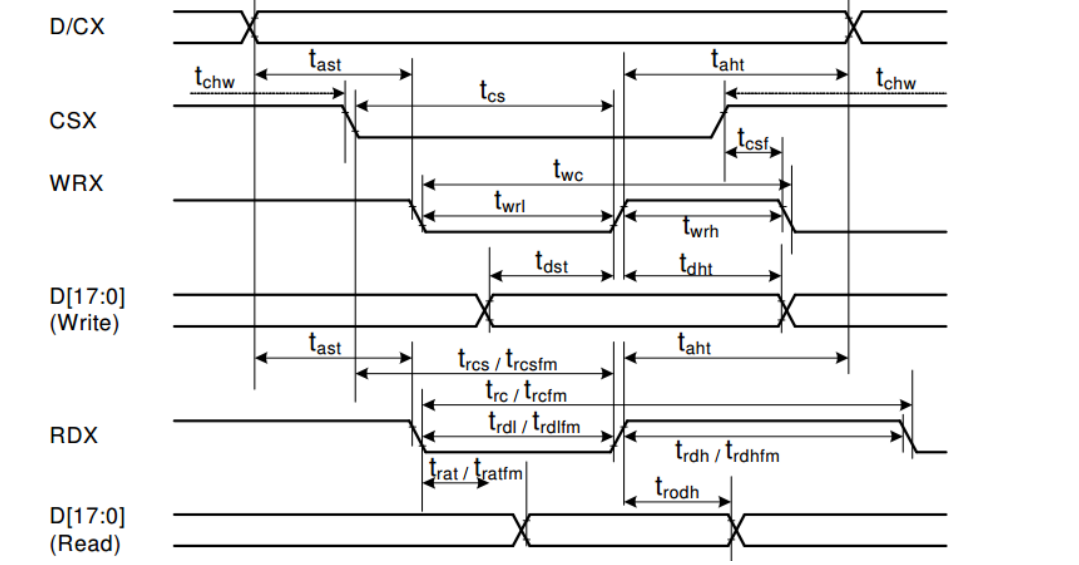 D/CX
tast
taht
tchw
tchw
tcs
CSX
tcsf
twc
WRX
twrl
twrh
tdst
tdht
D[17:0]
(Write)
tast
taht
trcs / trcsfm
trc / trcfm
RDX
trdl / trdlfm
trdh / trdhfm
trat / tratfm
trodh
D[17:0]
(Read)